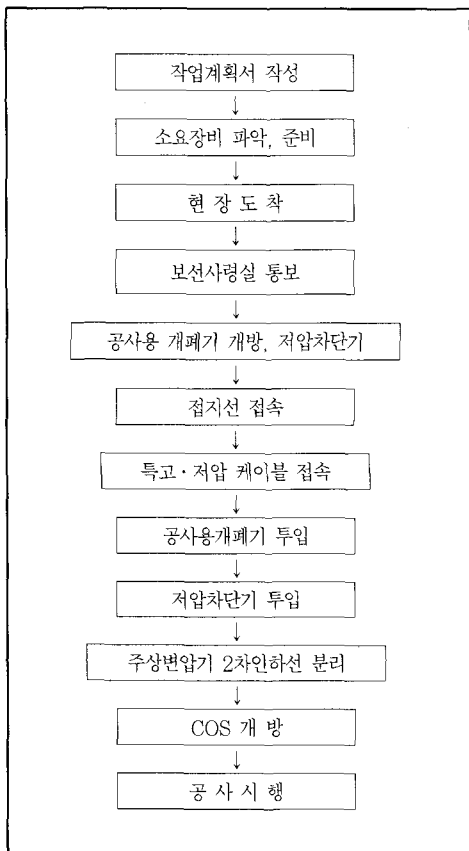 작업계획서 작성
소요장비 파악, 준비
현 장 도 착
보선사령실 통보
공사용 개폐기 개방, 저압차단기
접지선 접속
특고·저압 케이블 접속
공사용개폐기 투입
저압차단기 투입
주상변압기 2차인하선 분리
COS 개 방
공 사 시 행